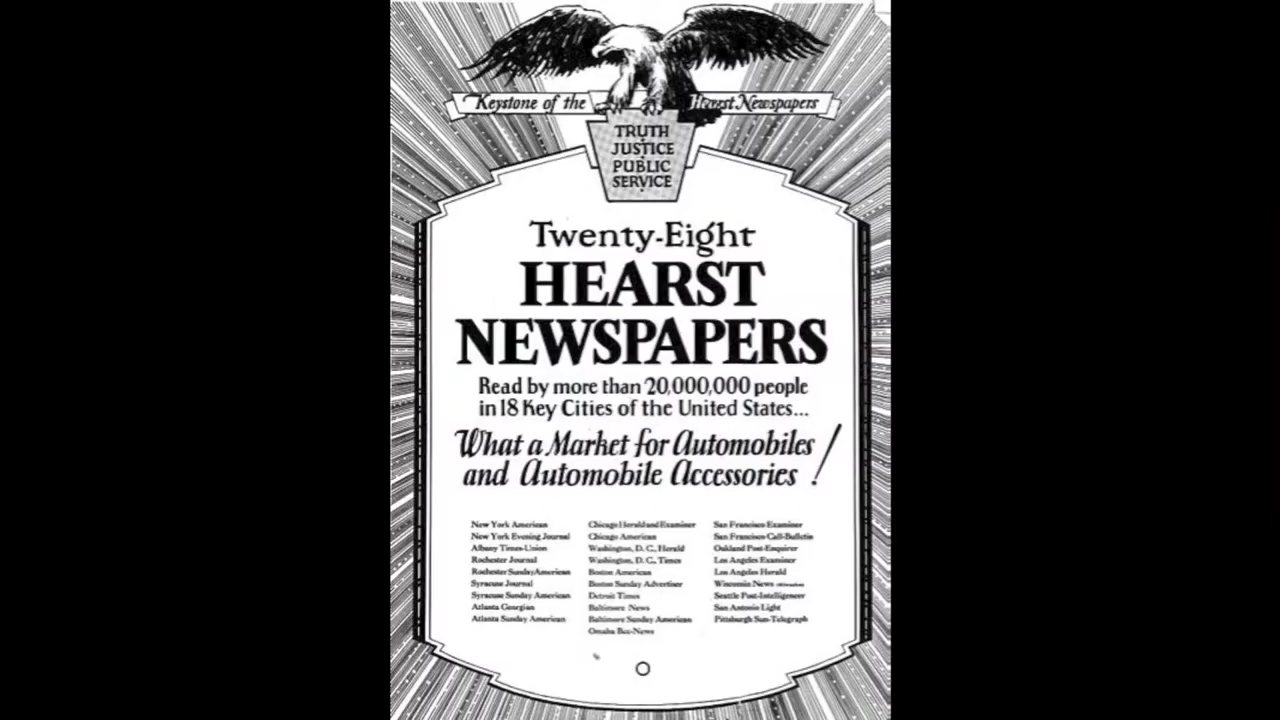 Keystone of the Hearst Newspapers
TRUTH
JUSTICE
PUBLIC
SERVICE
Twenty-Eight
HEARST
NEWSPAPERS
Read by more than 20,000,000 people
in 18 Key Cities of the United States...
What a Market for Automobiles
and Automobile Accessories!
New York American
New York Evening Journal
Albany Times-Union
Rochester Journal
Rochester Sunday American
Syracuse Journal
Syracuse Sunday American
Atlanta Georgian
Atlanta Sunday American
Chicago Herald and Examiner
Chicago American
Washington, D. C., Herald
Washington, D. C., Times
Boston American
Boston Sunday Advertiser
Detroit Times
Baltimore News
Baltimore Sunday American
Omaha Bee-News
San Francisco Examiner
San Francisco Call-Bulletin
Oakland Post-Enquirer
Los Angeles Examiner
Los Angeles Herald
Wisconsin News
Seattle Post-Intelligencer
San Antonio Light
Pittsburgh Sun-Telegraph